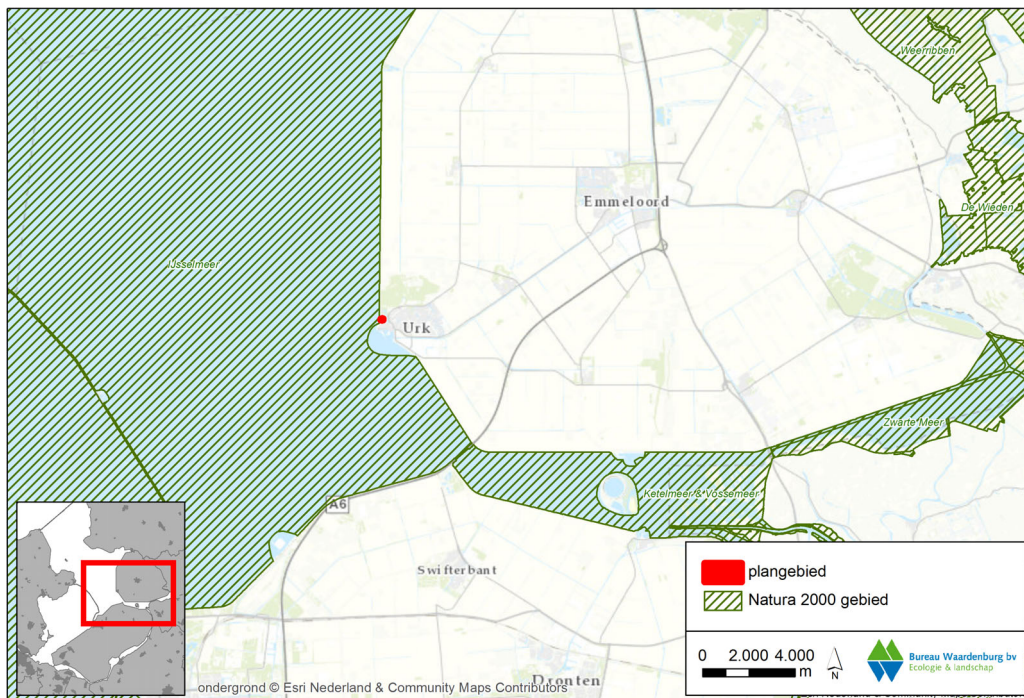 Weerribben
Emmeloord
De Wieden
IJsselmeer
Urk
Zwarte Meer
Ketelmeer & Vossemeer
A6
Swifterbant
plangebied
Natura 2000 gebied
0 2.000 4.000
m
N
Bureau Waardenburg bv
Ecologie & landschap
Dronten
ondergrond © Esri Nederland & Community Maps Contributors